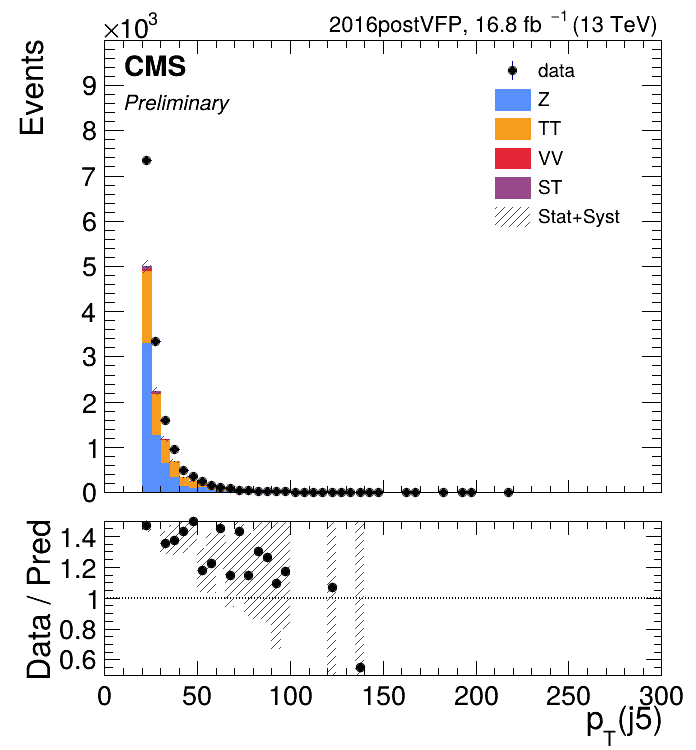 ×10³ 2016postVFP, 16.8 fb ⁻¹ (13 TeV)
CMS
Preliminary
data
Z
TT
VV
ST
Stat+Syst
Events
9
8
7
6
5
4
3
2
1
0
Data / Pred
1.4
1.2
1
0.8
0.6
0 50 100 150 200 250 300
p_T(j5)